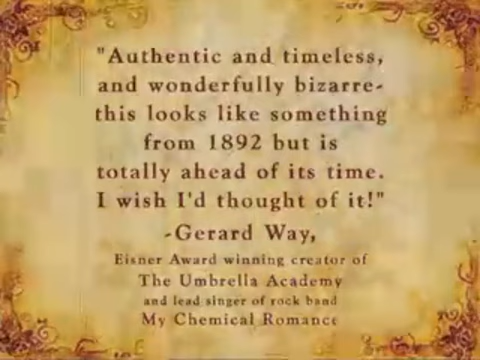 "Authentic and timeless,
and wonderfully bizarre-
this looks like something
from 1892 but is
totally ahead of its time.
I wish I'd thought of it!"
-Gerard Way,
Eisner Award winning creator of
The Umbrella Academy
and lead singer of rock band
My Chemical Romance